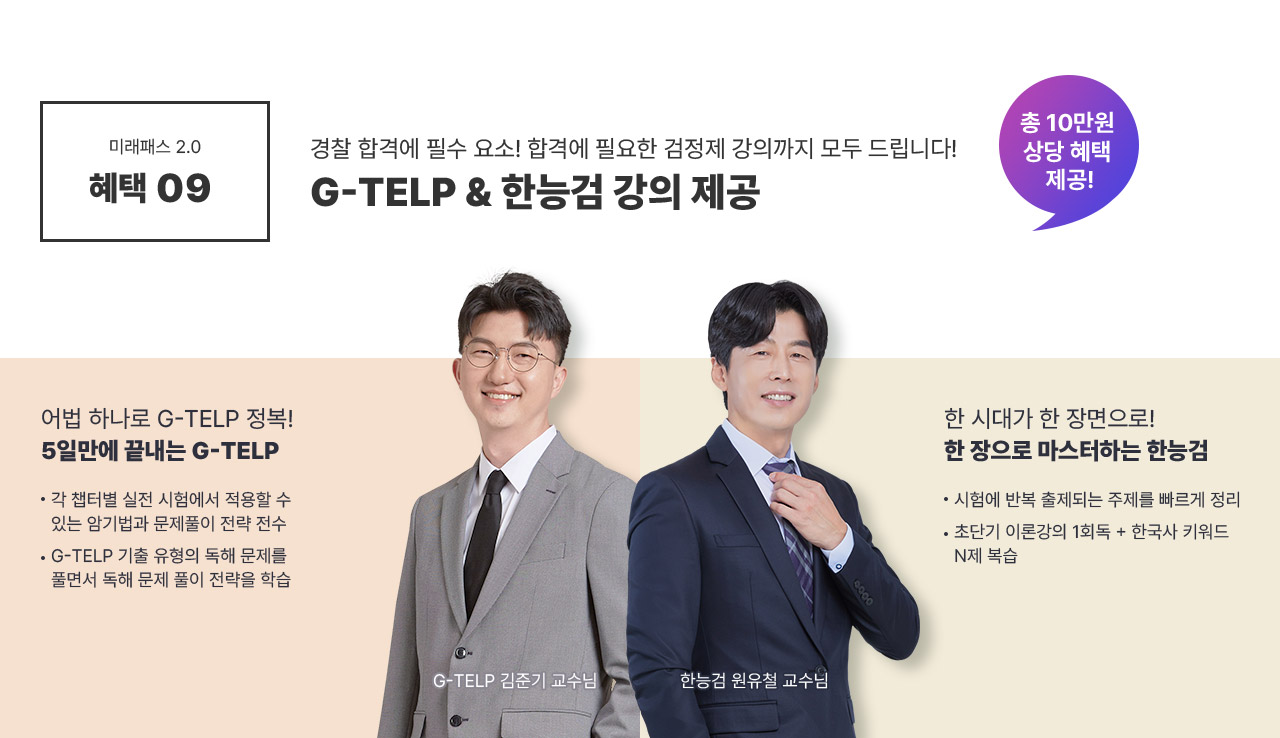 미래패스 2.0
혜택 09
경찰 합격에 필수 요소! 합격에 필요한 검정제 강의까지 모두 드립니다!
G-TELP & 한능검 강의 제공
총 10만원
상당 혜택
제공!
어법 하나로 G-TELP 정복!
5일만에 끝내는 G-TELP
• 각 챕터별 실전 시험에서 적용할 수
있는 암기법과 문제풀이 전략 전수
• G-TELP 기출 유형의 독해 문제를
풀면서 독해 문제 풀이 전략을 학습
G-TELP 김준기 교수님
한능검 원유철 교수님
한 시대가 한 장면으로!
한 장으로 마스터하는 한능검
• 시험에 반복 출제되는 주제를 빠르게 정리
• 초단기 이론강의 1회독 + 한국사 키워드
N제 복습